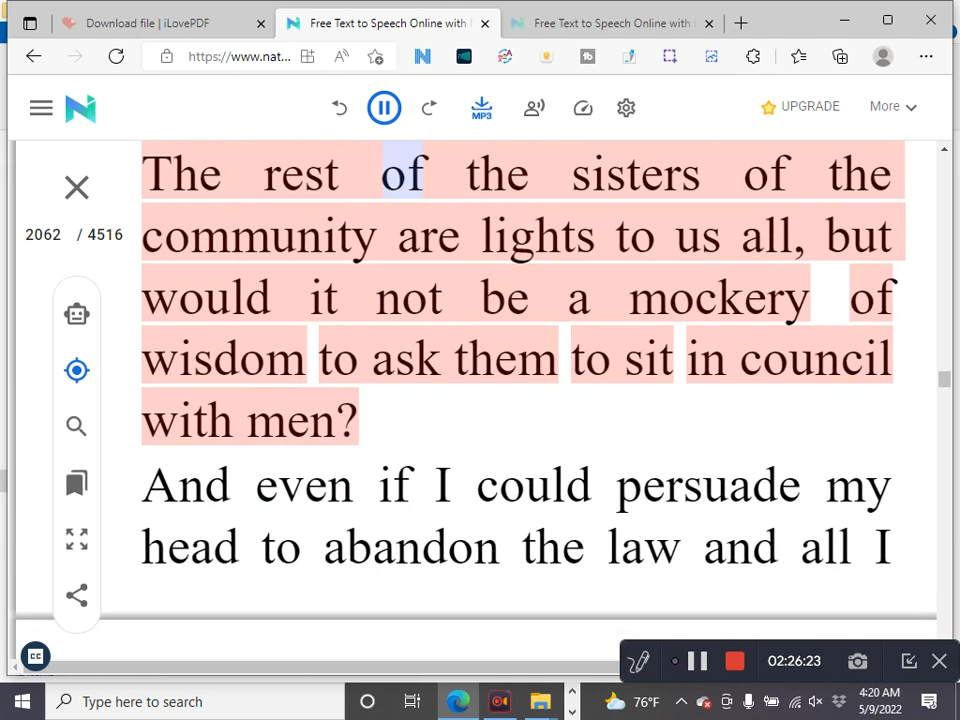 Download file | iLovePDF
Free Text to Speech Online with
Free Text to Speech Online with
https://www.nat...
MP3
UPGRADE
More
2062 / 4516
The rest of the sisters of the
community are lights to us all, but
would it not be a mockery of
wisdom to ask them to sit in council
with men?
And even if I could persuade my
head to abandon the law and all I
CC
02:26:23
Type here to search
76°F
4:20 AM
5/9/2022